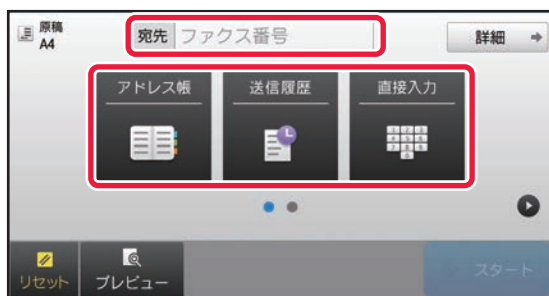 原稿
A4
宛先 ファクス番号
詳細
アドレス帳 送信履歴 直接入力
リセット プレビュー スタート